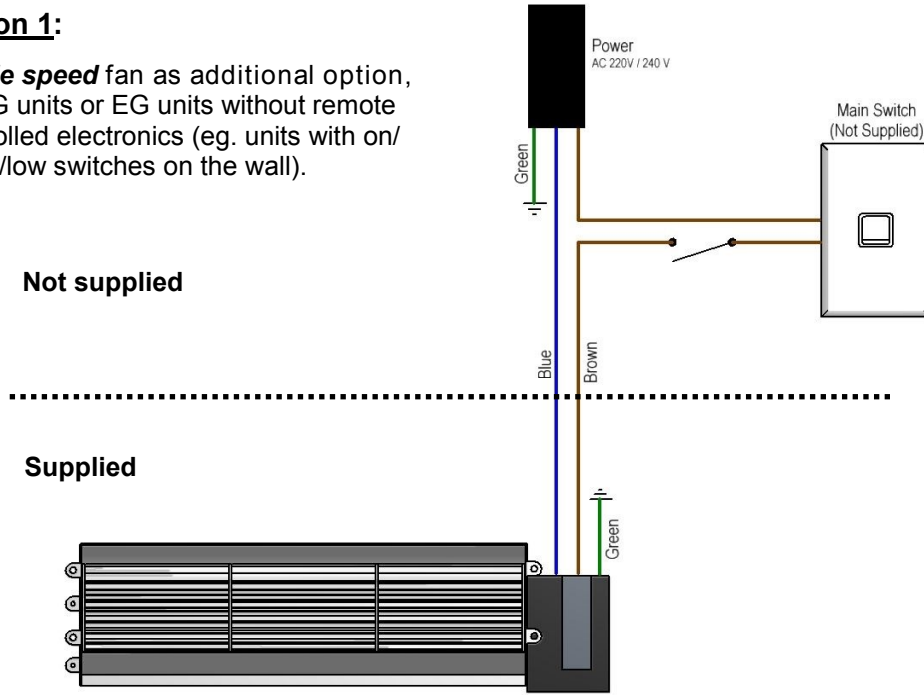 on 1:
e speed fan as additional option,
G units or EG units without remote
olled electronics (eg. units with on/
/low switches on the wall).
Power
AC 220V / 240 V
Main Switch
(Not Supplied)
Green
Not supplied
Blue
Brown
Supplied
Green